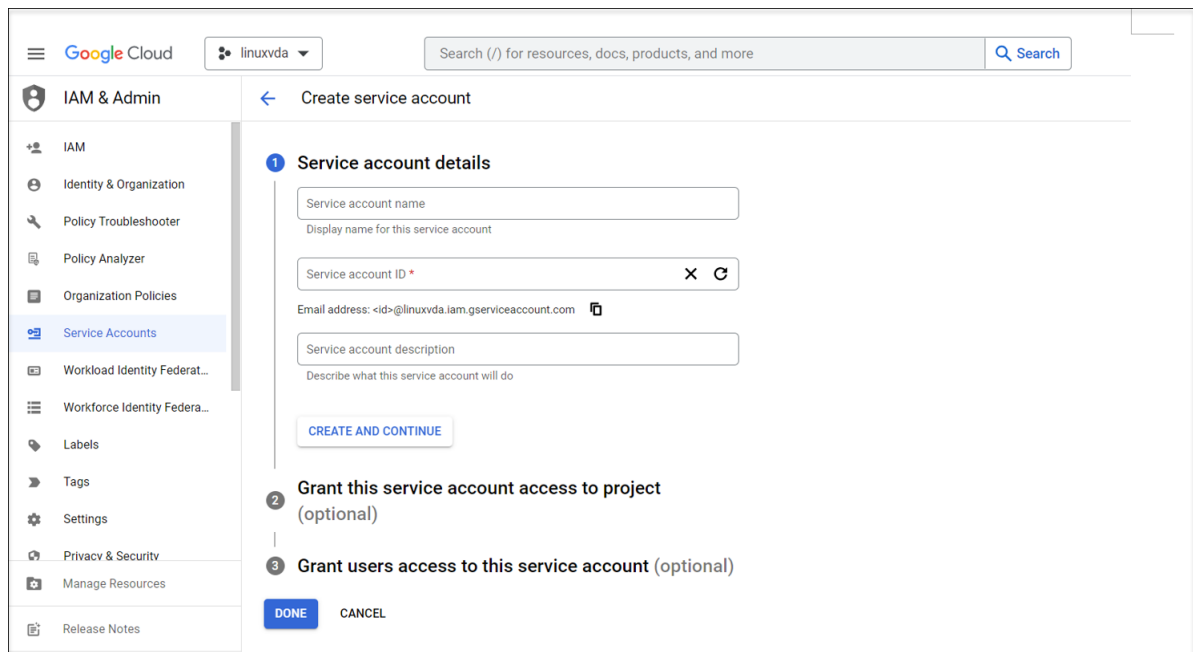 Google Cloud
linuxvda
Search (/) for resources, docs, products, and more
Search
IAM & Admin
Create service account
IAM
Identity & Organization
Policy Troubleshooter
Policy Analyzer
Organization Policies
Service Accounts
Workload Identity Federat...
Workforce Identity Federa...
Labels
Tags
Settings
Privacy & Security
Manage Resources
Release Notes
1 Service account details
Service account name
Display name for this service account
Service account ID *
Email address: <id>@linuxvda.iam.gserviceaccount.com
Service account description
Describe what this service account will do
CREATE AND CONTINUE
2 Grant this service account access to project
(optional)
3 Grant users access to this service account (optional)
DONE CANCEL